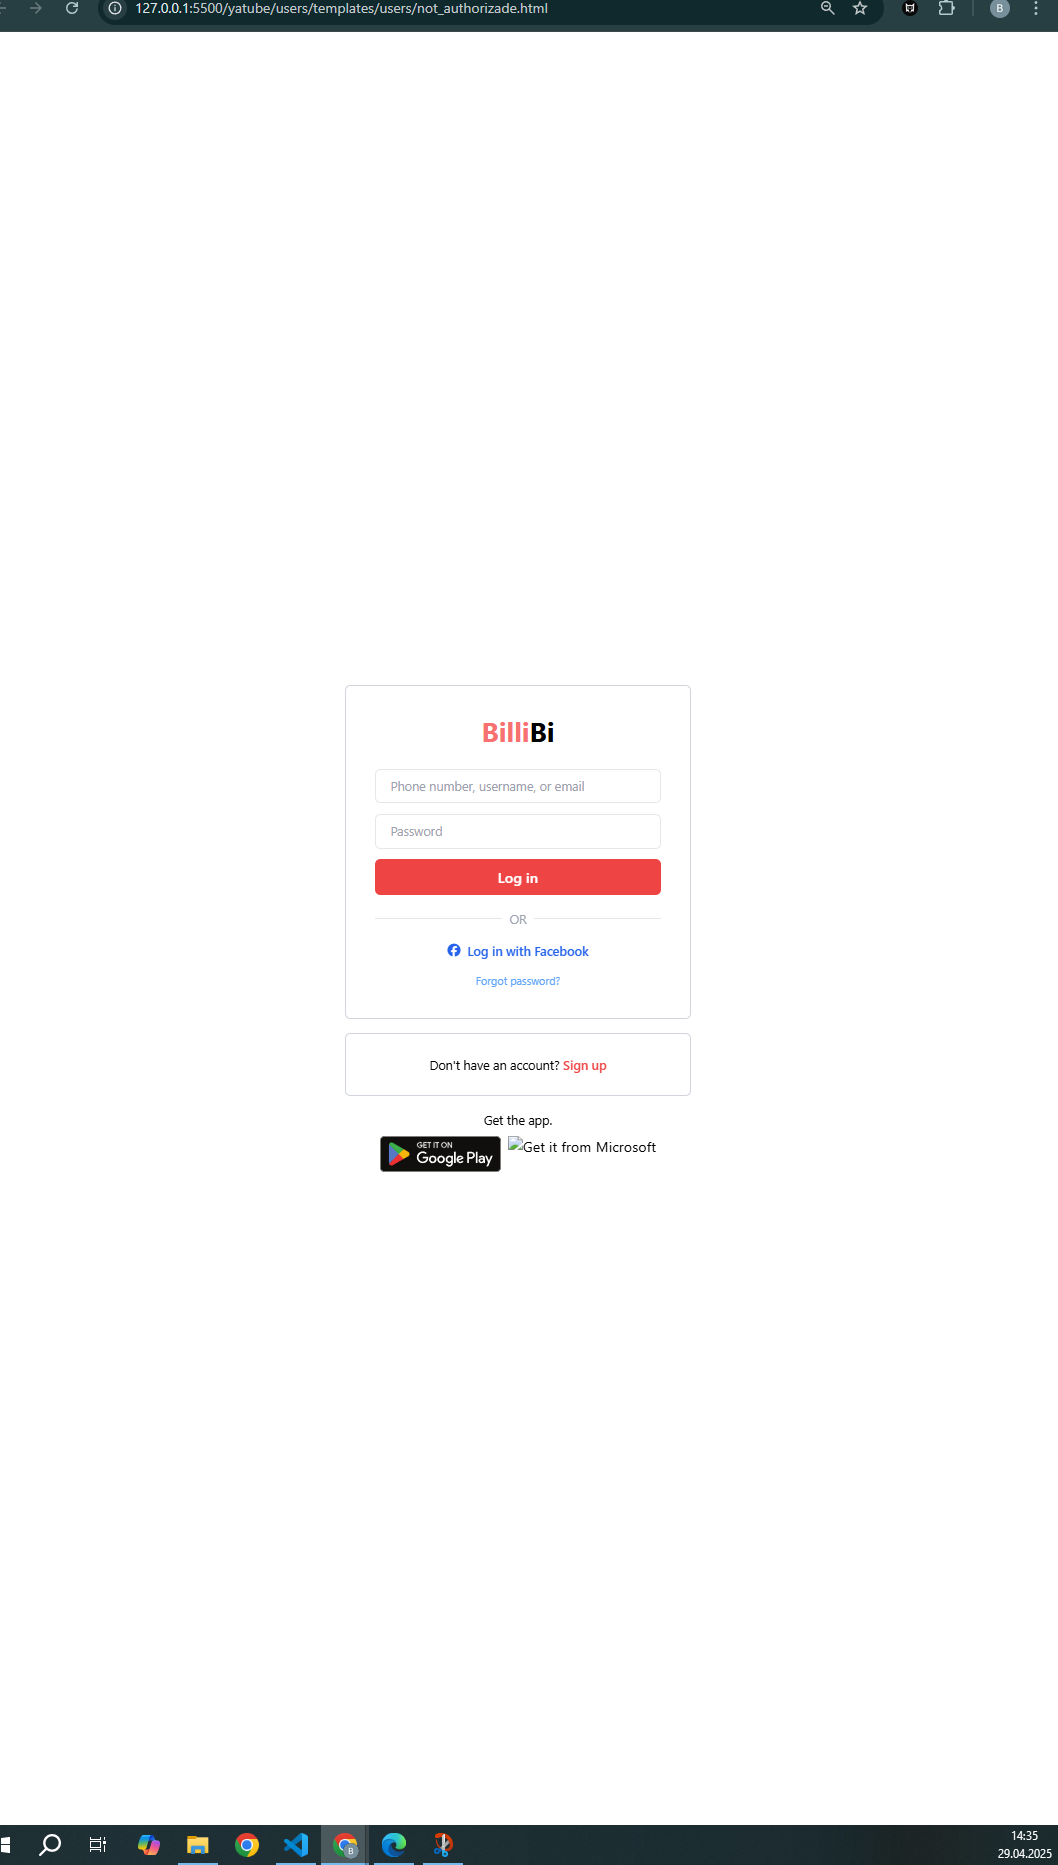 127.0.0.1:5500/yatube/users/templates/users/not_authorizade.html
B
BilliBi
Phone number, username, or email
Password
Log in
OR
Log in with Facebook
Forgot password?
Don't have an account? Sign up
Get the app.
GET IT ON
Google Play
Get it from Microsoft
B
14:35
29.04.2025